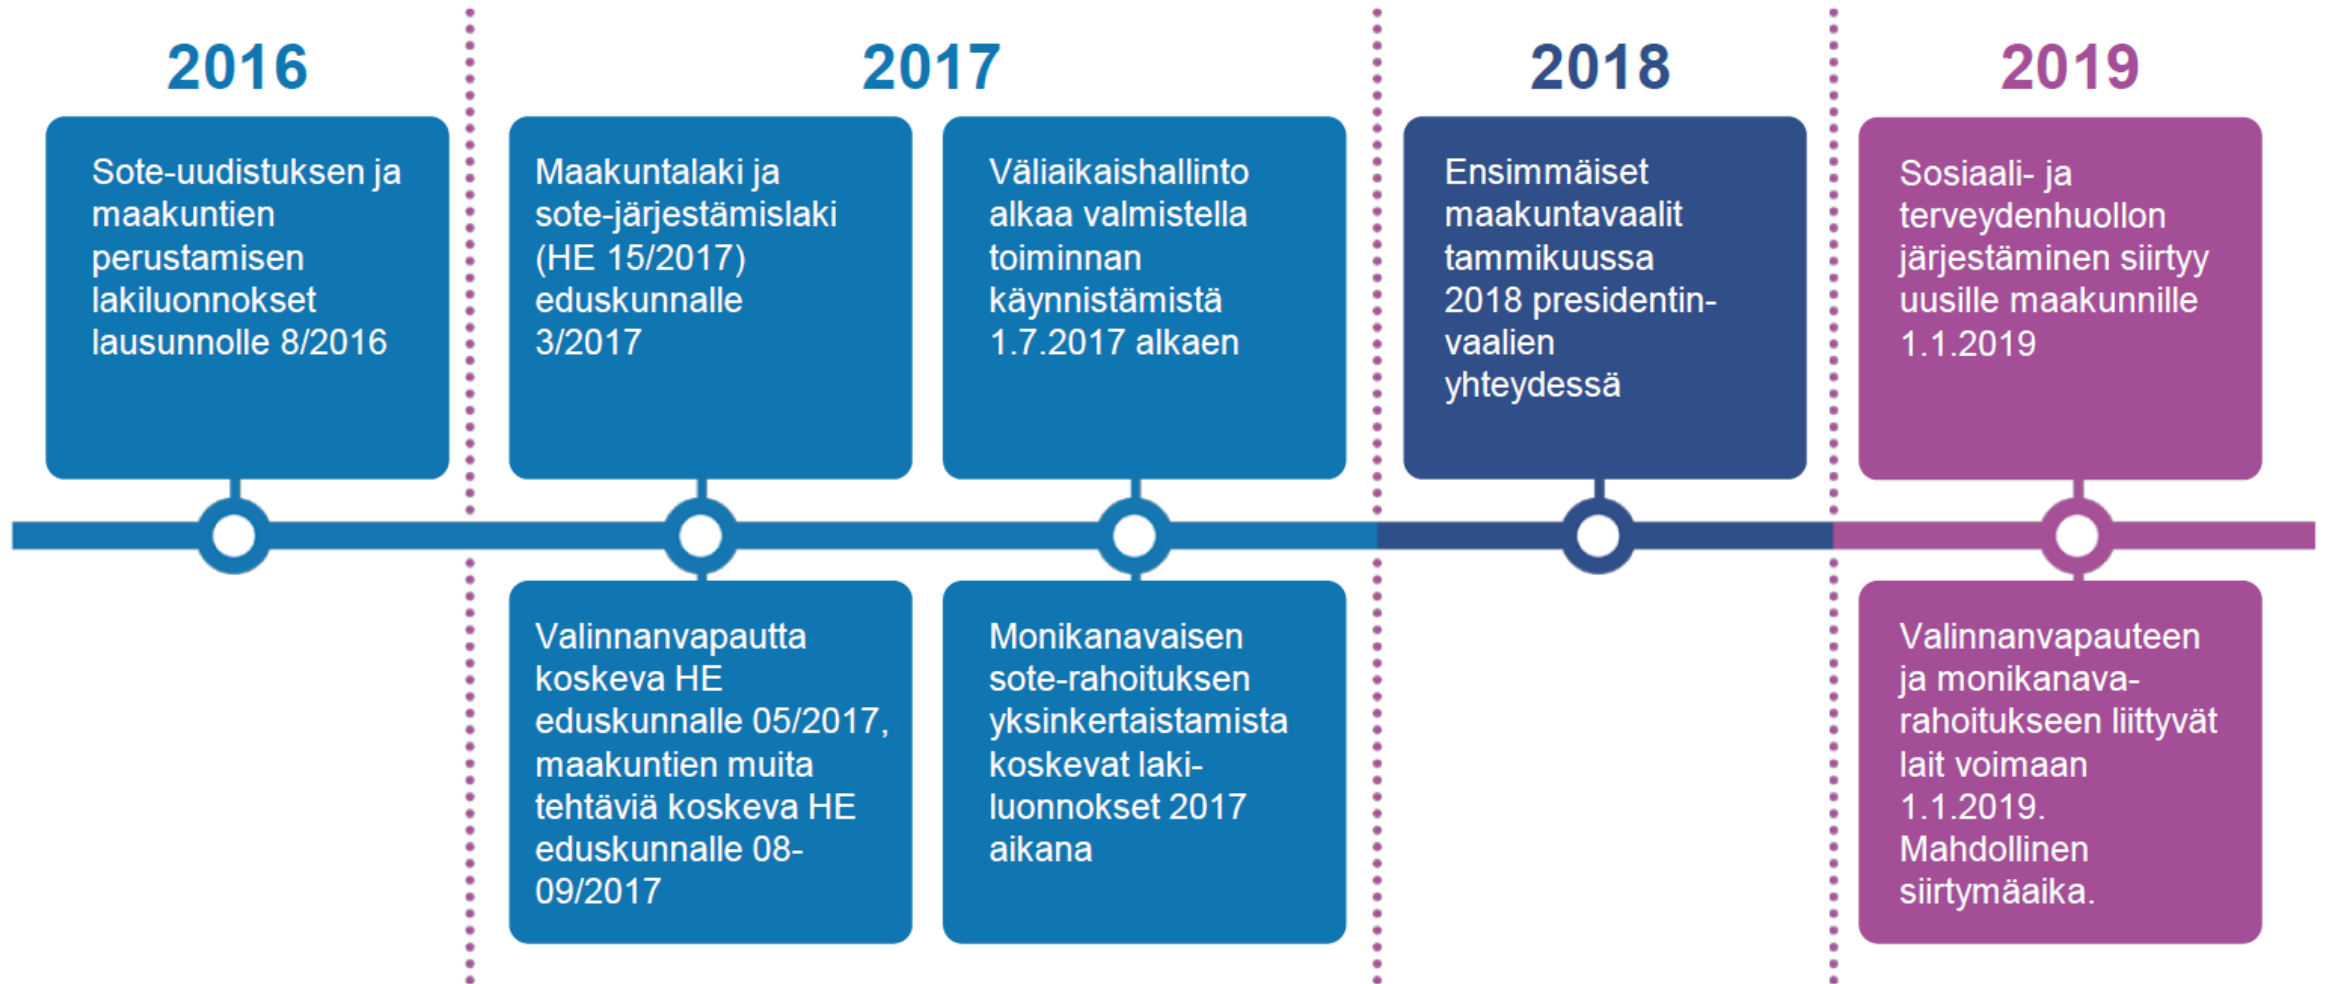 2016
Sote-uudistuksen ja
maakuntien
perustamisen
lakiluonnokset
lausunnolle 8/2016
2017
Maakuntalaki ja
sote-järjestämislaki
(HE 15/2017)
eduskunnalle
3/2017
Väliaikaishallinto
alkaa valmistella
toiminnan
käynnistämistä
1.7.2017 alkaen
Valinnanvapautta
koskeva HE
eduskunnalle 05/2017,
maakuntien muita
tehtäviä koskeva HE
eduskunnalle 08-
09/2017
Monikanavaisen
sote-rahoituksen
yksinkertaistamista
koskevat laki-
luonnokset 2017
aikana
2018
Ensimmäiset
maakuntavaalit
tammikuussa
2018 presidentin-
vaalien
yhteydessä
2019
Sosiaali- ja
terveydenhuollon
järjestäminen siirtyy
uusille maakunnille
1.1.2019
Valinnanvapauteen
ja monikanava-
rahoitukseen liittyvät
lait voimaan
1.1.2019.
Mahdollinen
siirtymäaika.